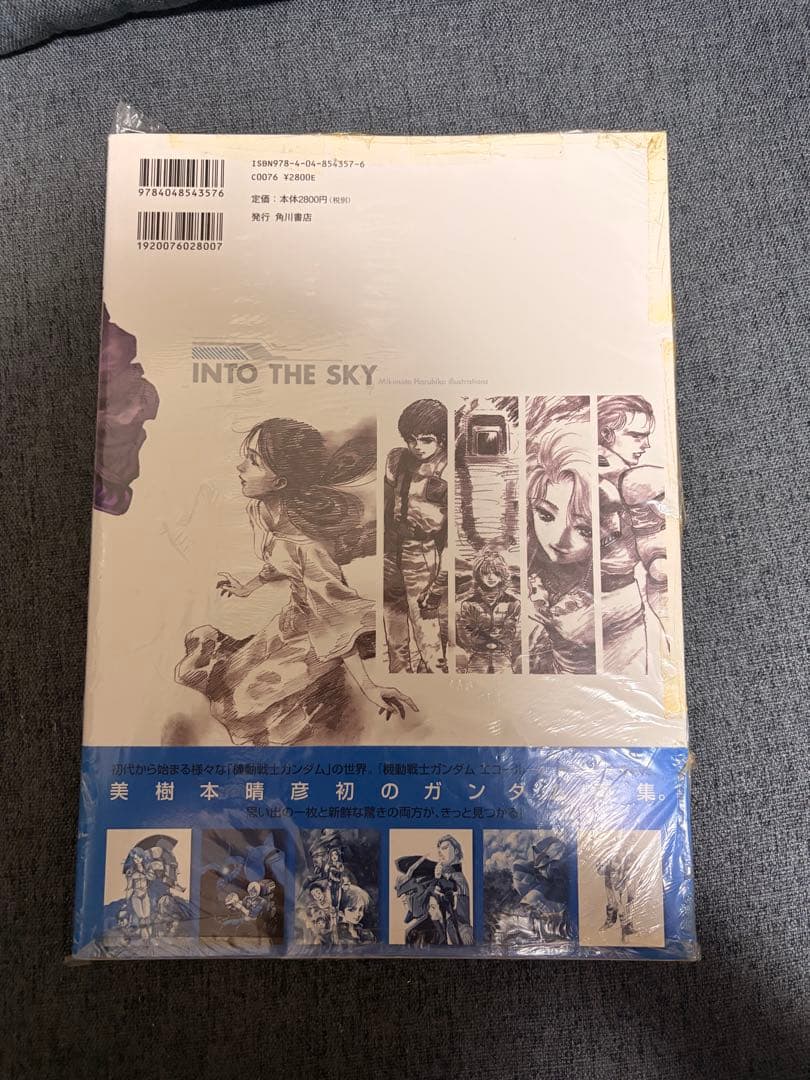 ISBN978-4-04-854357-6
C0076 ¥2800E
定価：本体2800円（税別）
発行 角川書店
9784048543576
1920076028007
INTO THE SKY
Mikimoto Haruhiko illustrations
初代から始まる様々な「機動戦士ガンダム」の世界。「機動戦士ガンダム エコール
美樹本晴彦初のガンダム 集。
思い出の一枚と新鮮な驚きの両方が、きっと見つかる！